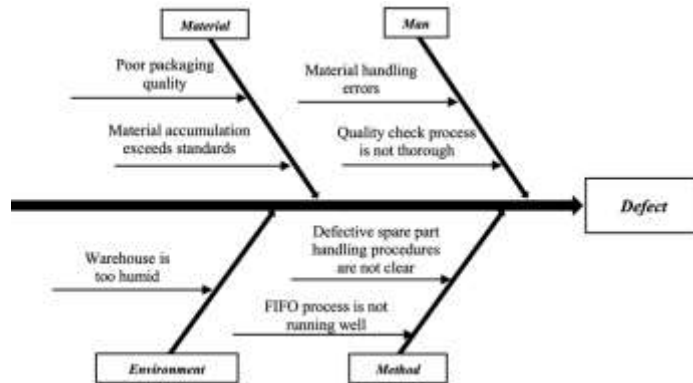 Material
Man
Poor packaging
quality
Material handling
errors
Material accumulation
exceeds standards
Quality check process
is not thorough
Defect
Defective spare part
handling procedures
are not clear
Warehouse is
too humid
FIFO process is not
running well
Environment
Method